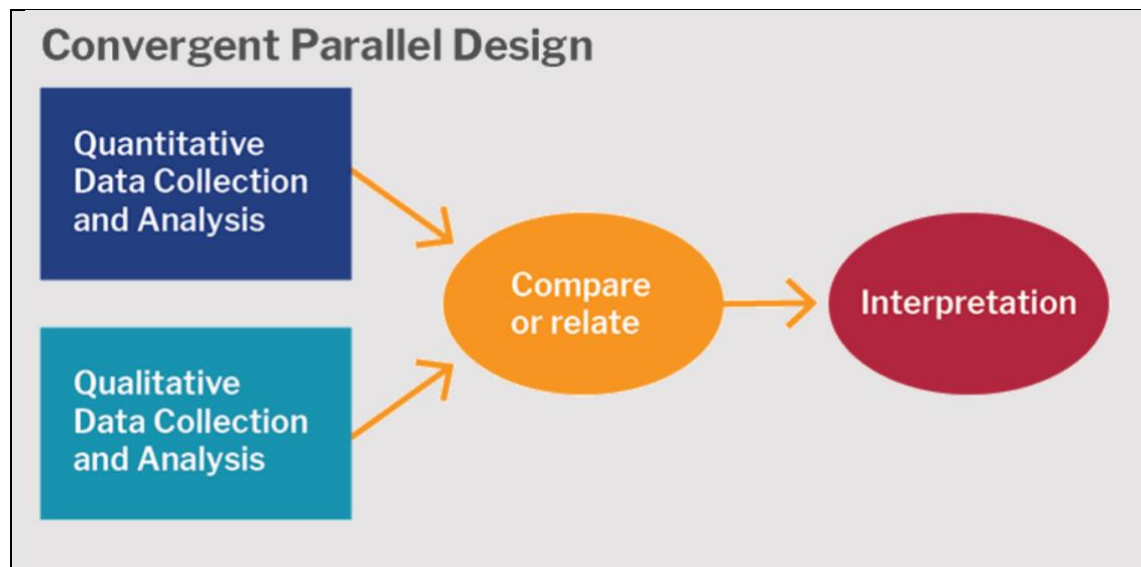 Convergent Parallel Design
Quantitative
Data Collection
and Analysis
Compare
or relate
Interpretation
Qualitative
Data Collection
and Analysis